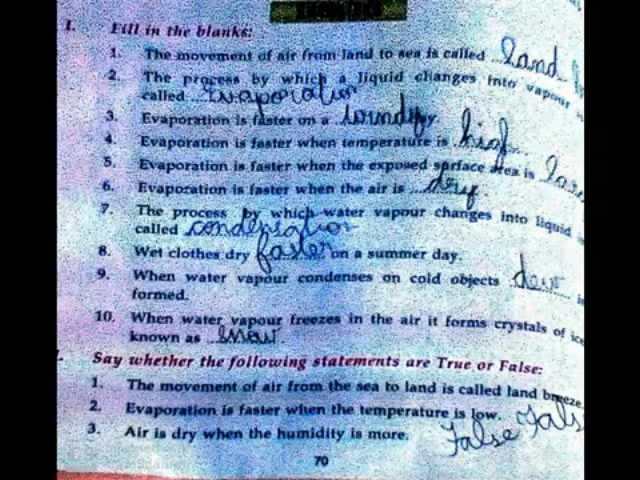 I. Fill in the blanks:
1. The movement of air from land to sea is called ...land
2. The process by which a liquid changes into vapour
called ...Evaporation
3. Evaporation is faster on a ...windy.
4. Evaporation is faster when temperature is ..high...
5. Evaporation is faster when the exposed surface area is
6. Evaporation is faster when the air is ...dry
7. The process by which water vapour changes into liquid
called condensation
8. Wet clothes dry faster on a summer day.
9. When water vapour condenses on cold objects dew
formed.
10. When water vapour freezes in the air it forms crystals of ice
known as ..snow.
Say whether the following statements are True or False:
1. The movement of air from the sea to land is called land breeze.
2. Evaporation is faster when the temperature is low. Fals
3. Air is dry when the humidity is more. False
70